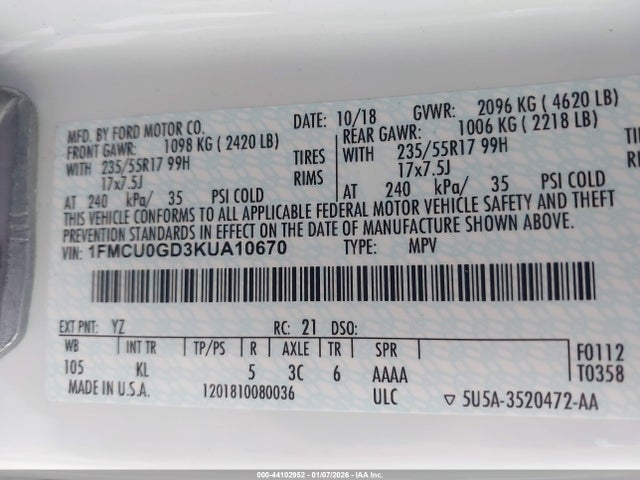 MFD. BY FORD MOTOR CO. DATE: 10/18 GVWR: 2096 KG ( 4620 LB)
FRONT GAWR: 1098 KG ( 2420 LB) REAR GAWR: 1006 KG ( 2218 LB)
WITH 235/55R17 99H TIRES WITH 235/55R17 99H
17x7.5J RIMS 17x7.5J
AT 240 kPa/ 35 PSI COLD AT 240 kPa/ 35 PSI COLD
THIS VEHICLE CONFORMS TO ALL APPLICABLE FEDERAL MOTOR VEHICLE SAFETY AND THEFT
PREVENTION STANDARDS IN EFFECT ON THE DATE OF MANUFACTURE SHOWN ABOVE.
VIN: 1FMCU0GD3KUA10670 TYPE: MPV
EXT PNT: YZ RC: 21 DSO:
WB INT TR TP/PS R AXLE TR SPR F0112
105 KL 5 3C 6 AAAA T0358
MADE IN U.S.A. 1201810080036 ULC ▽ 5U5A-3520472-AA
000-44102952 - 01/07/2026 - IAA Inc.